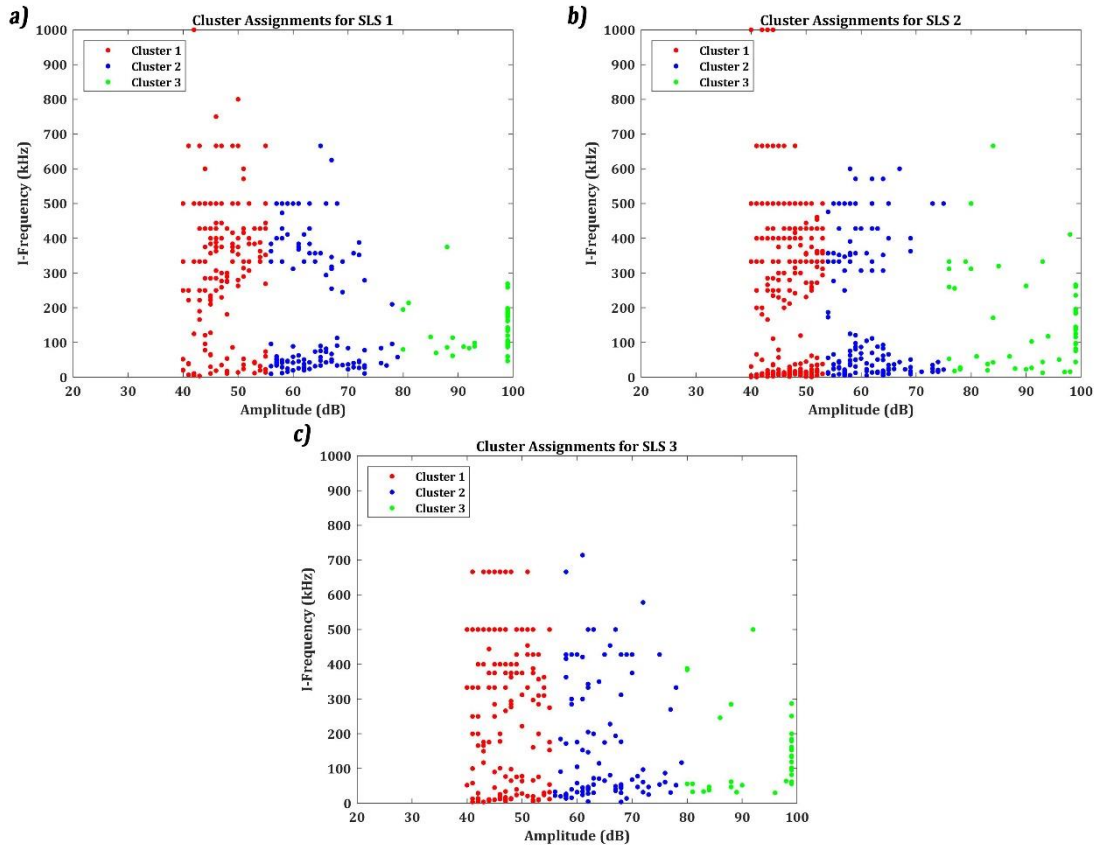 a)
Cluster Assignments for SLS 1
1000
900
800
700
600
500
400
300
200
100
0
I-Frequency (kHz)
Cluster 1
Cluster 2
Cluster 3
20 30 40 50 60 70 80 90 100
Amplitude (dB)
b)
Cluster Assignments for SLS 2
1000
900
800
700
600
500
400
300
200
100
0
I-Frequency (kHz)
Cluster 1
Cluster 2
Cluster 3
20 30 40 50 60 70 80 90 100
Amplitude (dB)
c)
Cluster Assignments for SLS 3
1000
900
800
700
600
500
400
300
200
100
0
I-Frequency (kHz)
Cluster 1
Cluster 2
Cluster 3
20 30 40 50 60 70 80 90 100
Amplitude (dB)